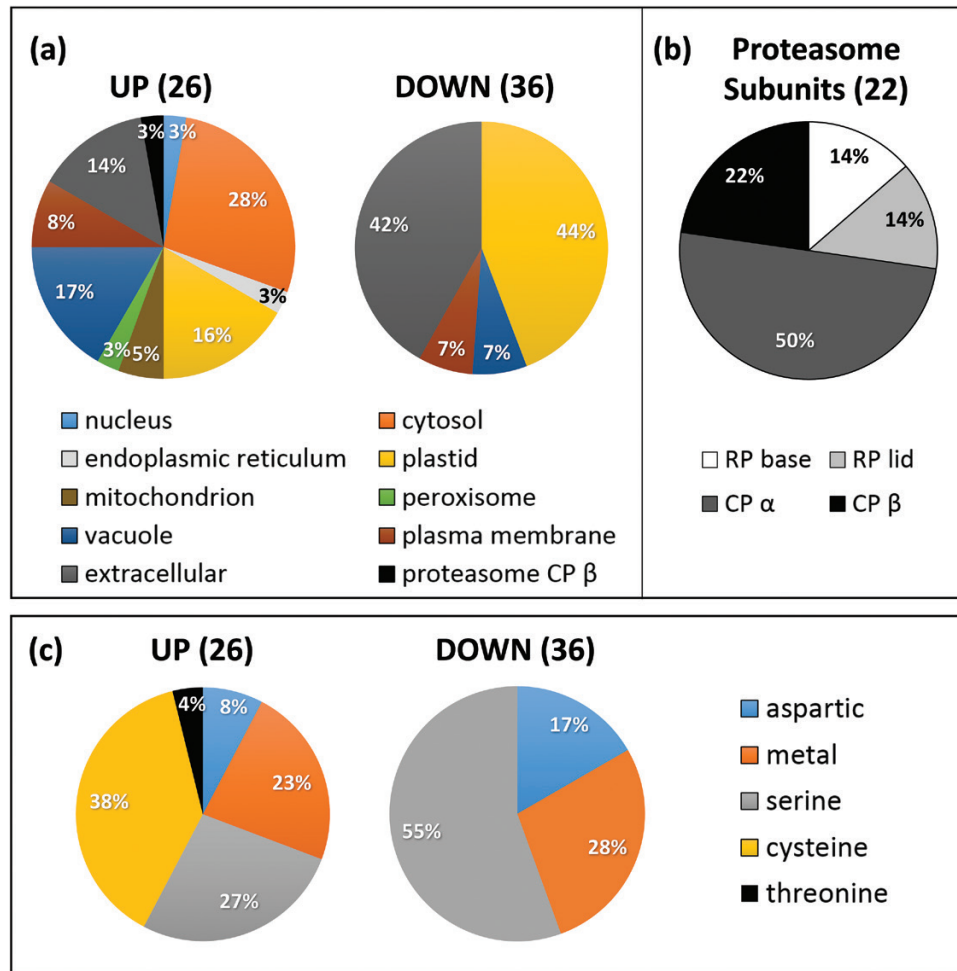 (a)
UP (26)
DOWN (36)
3%
3%
28%
3%
16%
5%
3%
17%
8%
14%
44%
7%
7%
42%
nucleus
cytosol
endoplasmic reticulum
plastid
mitochondrion
peroxisome
vacuole
plasma membrane
extracellular
proteasome CP β
(b)
Proteasome
Subunits (22)
14%
14%
50%
22%
RP base
RP lid
CP α
CP β
(c)
UP (26)
DOWN (36)
4%
8%
23%
27%
38%
17%
28%
55%
aspartic
metal
serine
cysteine
threonine